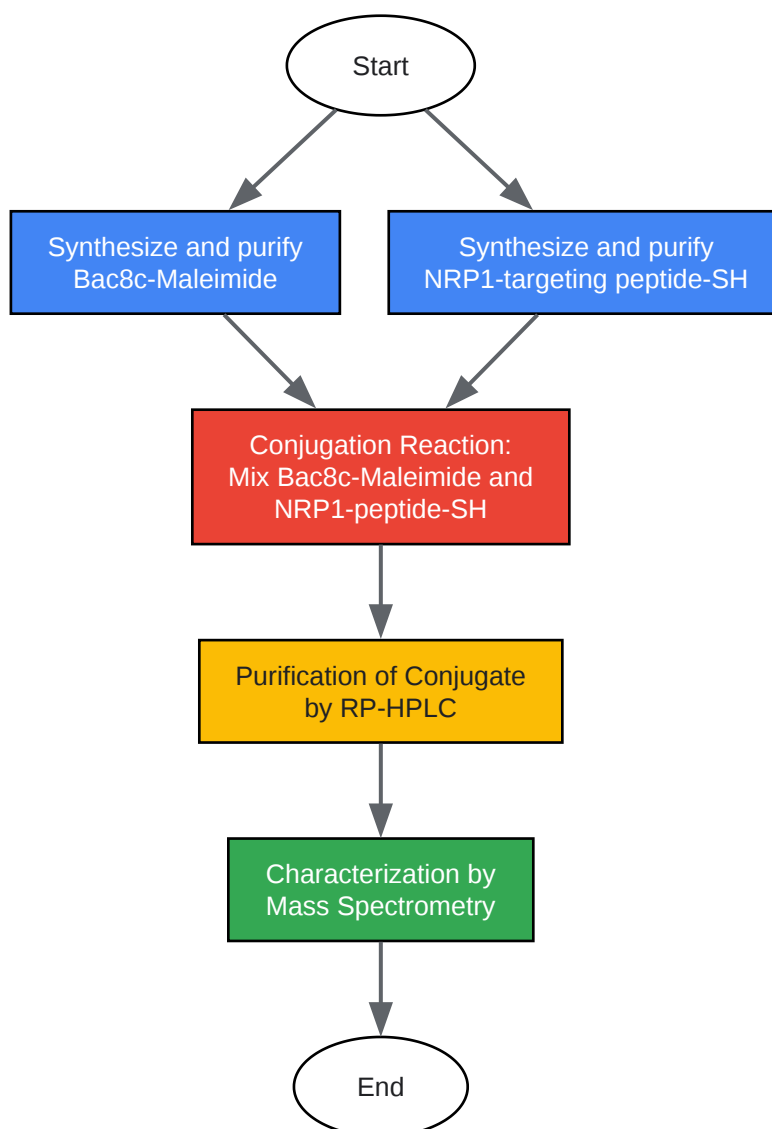 Start
Synthesize and purify
Bac8c-Maleimide
Synthesize and purify
NRP1-targeting peptide-SH
Conjugation Reaction:
Mix Bac8c-Maleimide and
NRP1-peptide-SH
Purification of Conjugate
by RP-HPLC
Characterization by
Mass Spectrometry
End